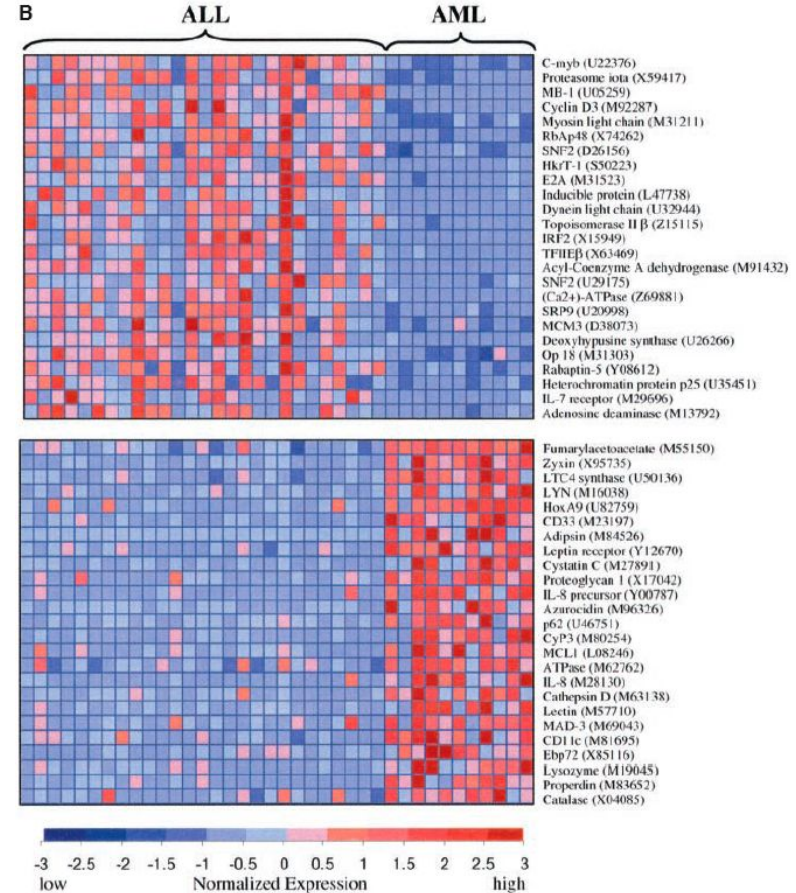 B
ALL AML
C-myb (U22376)
Proteasome iota (X59417)
MB-1 (U05259)
Cyclin D3 (M92287)
Myosin light chain (M31211)
RbAp48 (X74262)
SNF2 (D26156)
HkrT-1 (S50223)
E2A (M31523)
Inducible protein (L47738)
Dynein light chain (U32944)
Topoisomerase II β (Z15115)
IRF2 (X15949)
TFIIEβ (X63469)
Acyl-Coenzyme A dehydrogenase (M91432)
SNF2 (U29175)
(Ca2+)-ATPase (Z69881)
SRP9 (U20998)
MCM3 (D38073)
Deoxyhypusine synthase (U26266)
Op 18 (M31303)
Rabaptin-5 (Y08612)
Heterochromatin protein p25 (U35451)
IL-7 receptor (M29696)
Adenosine deaminase (M13792)
Fumarylacetoacetate (M55150)
Zyxin (X95735)
LTC4 synthase (U50136)
LYN (M16038)
HoxA9 (U82759)
CD33 (M23197)
Adipsin (M84526)
Leptin receptor (Y12670)
Cystatin C (M27891)
Proteoglycan 1 (X17042)
IL-8 precursor (Y00787)
Azurocidin (M96326)
p62 (U46751)
CyP3 (M80254)
MCL1 (L08246)
ATPase (M62762)
IL-8 (M28130)
Cathepsin D (M63138)
Lectin (M57710)
MAD-3 (M69043)
CD11c (M81695)
Ebp72 (X85116)
Lysozyme (M19045)
Properdin (M83652)
Catalase (X04085)
-3 -2.5 -2 -1.5 -1 -0.5 0 0.5 1 1.5 2 2.5 3
low Normalized Expression high